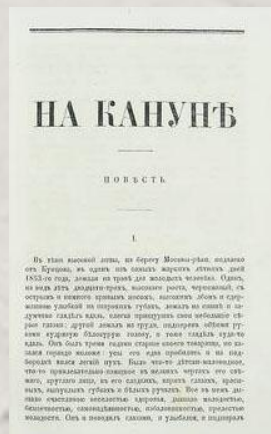 НА КАНУНѢ
ПОВѢСТЬ
I.
Въ тѣни высокой липы, на берегу Москвы-рѣки, недалеко
отъ Кунцова, въ одинъ изъ самыхъ жаркихъ лѣтнихъ дней
1853-го года, лежали на травѣ два молодыхъ человѣка. Одинъ,
на видъ лѣтъ двадцати-трехъ, высокаго роста, черномазый, съ
острымъ и немного кривымъ носомъ, высокимъ лбомъ и сдер-
жанною улыбкой на широкихъ губахъ, лежалъ на спинѣ и за-
думчиво глядѣлъ вдаль, слегка прищуривъ свои небольшіе сѣ-
рые глазки; другой лежалъ на груди, подперевъ обѣими ру-
ками кудрявую бѣлокурую голову, и тоже глядѣлъ куда-то
вдаль. Онъ былъ тремя годами старше своего товарища, но ка-
зался гораздо моложе; усы его едва пробились и на под-
бородкѣ вился легкій пухъ. Было что-то дѣтски-миловидное,
что-то привлекательно-изящное въ мелкихъ чертахъ его свѣ-
жаго, круглаго лица, въ его сладкихъ, карихъ глазахъ, краси-
выхъ, выпуклыхъ губкахъ и бѣлыхъ ручкахъ. Все въ немъ ды-
шало счастливою веселостью здоровья, дышало молодостью,
безпечностью, самонадѣянностью, избалованностью, прелестью
молодости. Онъ и поводилъ глазами, и улыбался, и подпиралъ